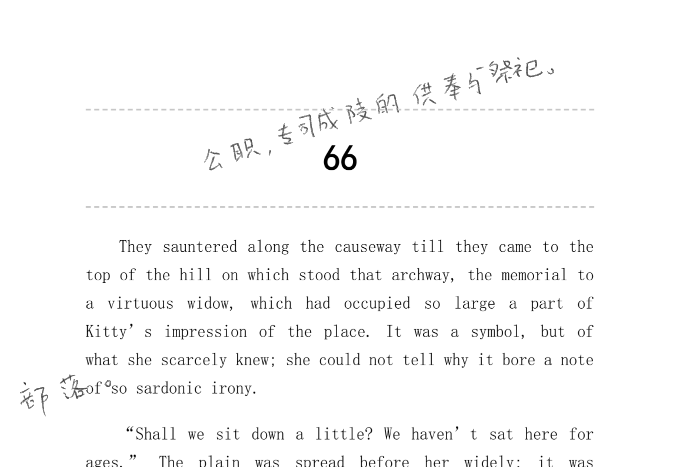 公职，专司成陵的供奉与祭祀。
66
They sauntered along the causeway till they came to the
top of the hill on which stood that archway, the memorial to
a virtuous widow, which had occupied so large a part of
Kitty’s impression of the place. It was a symbol, but of
what she scarcely knew; she could not tell why it bore a note
of so sardonic irony.
部落。
“Shall we sit down a little? We haven’t sat here for
ages.” The plain was spread before her widely; it was